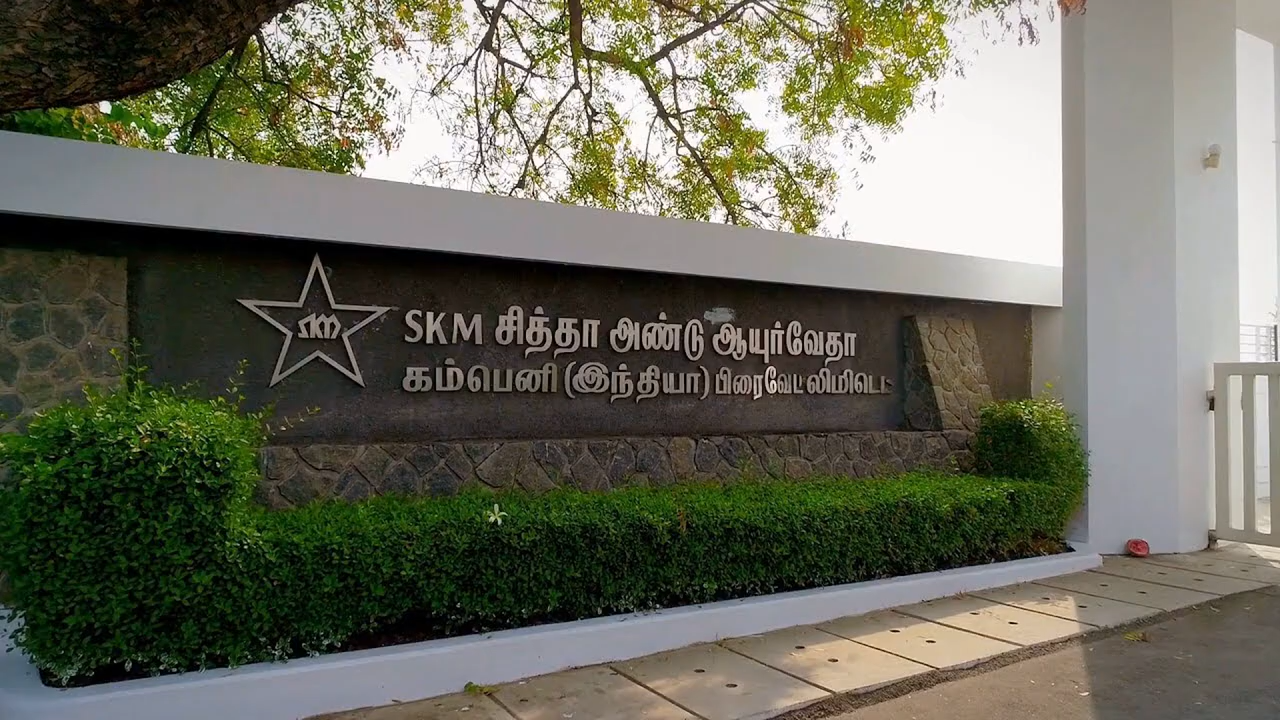 SKM சித்தா அண்டு ஆயுர்வேதா
கம்பெனி (இந்தியா) பிரைவேட் லிமிடெட்